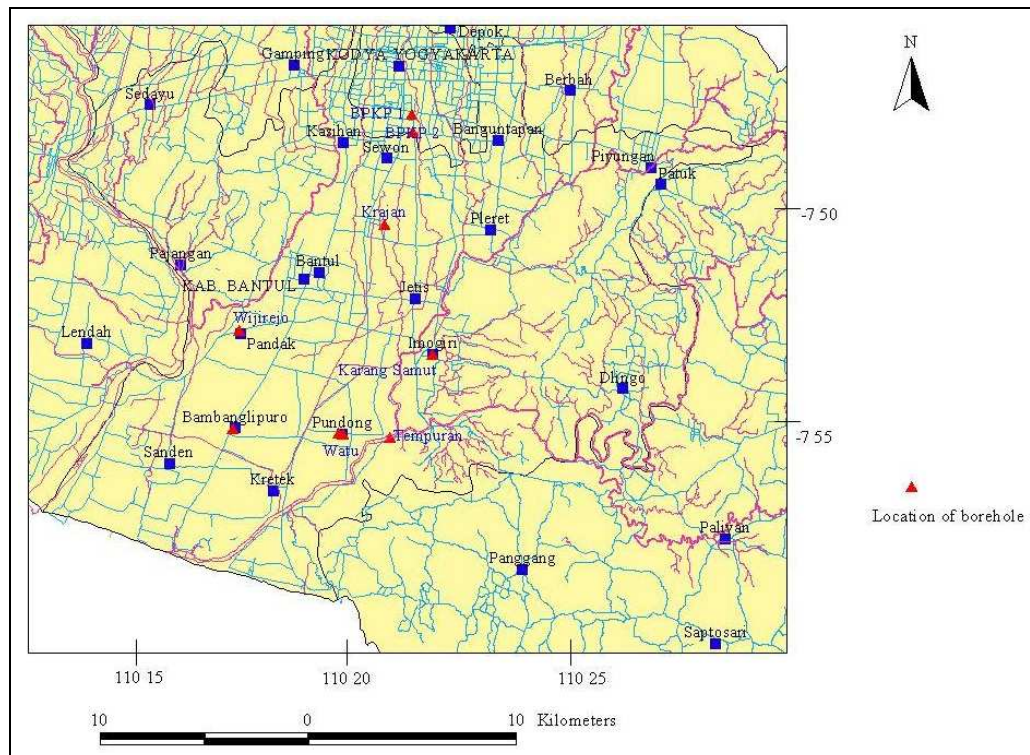 Depok
N
Gamping
KODYA YOGYAKARTA
Berbah
Sedayu
BPKP 1
BPKP 2
Kasihan
Banguntapan
Sewon
Piyungan
Patuk
Krajan
Pleret
-7 50
Pajangan
Bantul
KAB. BANTUL
Jetis
Wijirejo
Lendah
Pandak
Imogiri
Karang Samut
Dlingo
Bambanglipuro
Pundong
Tempuran
-7 55
Watu
Sanden
Kretek
Location of borehole
Paliyan
Panggang
Saptosari
110 15
110 20
110 25
10
0
10 Kilometers